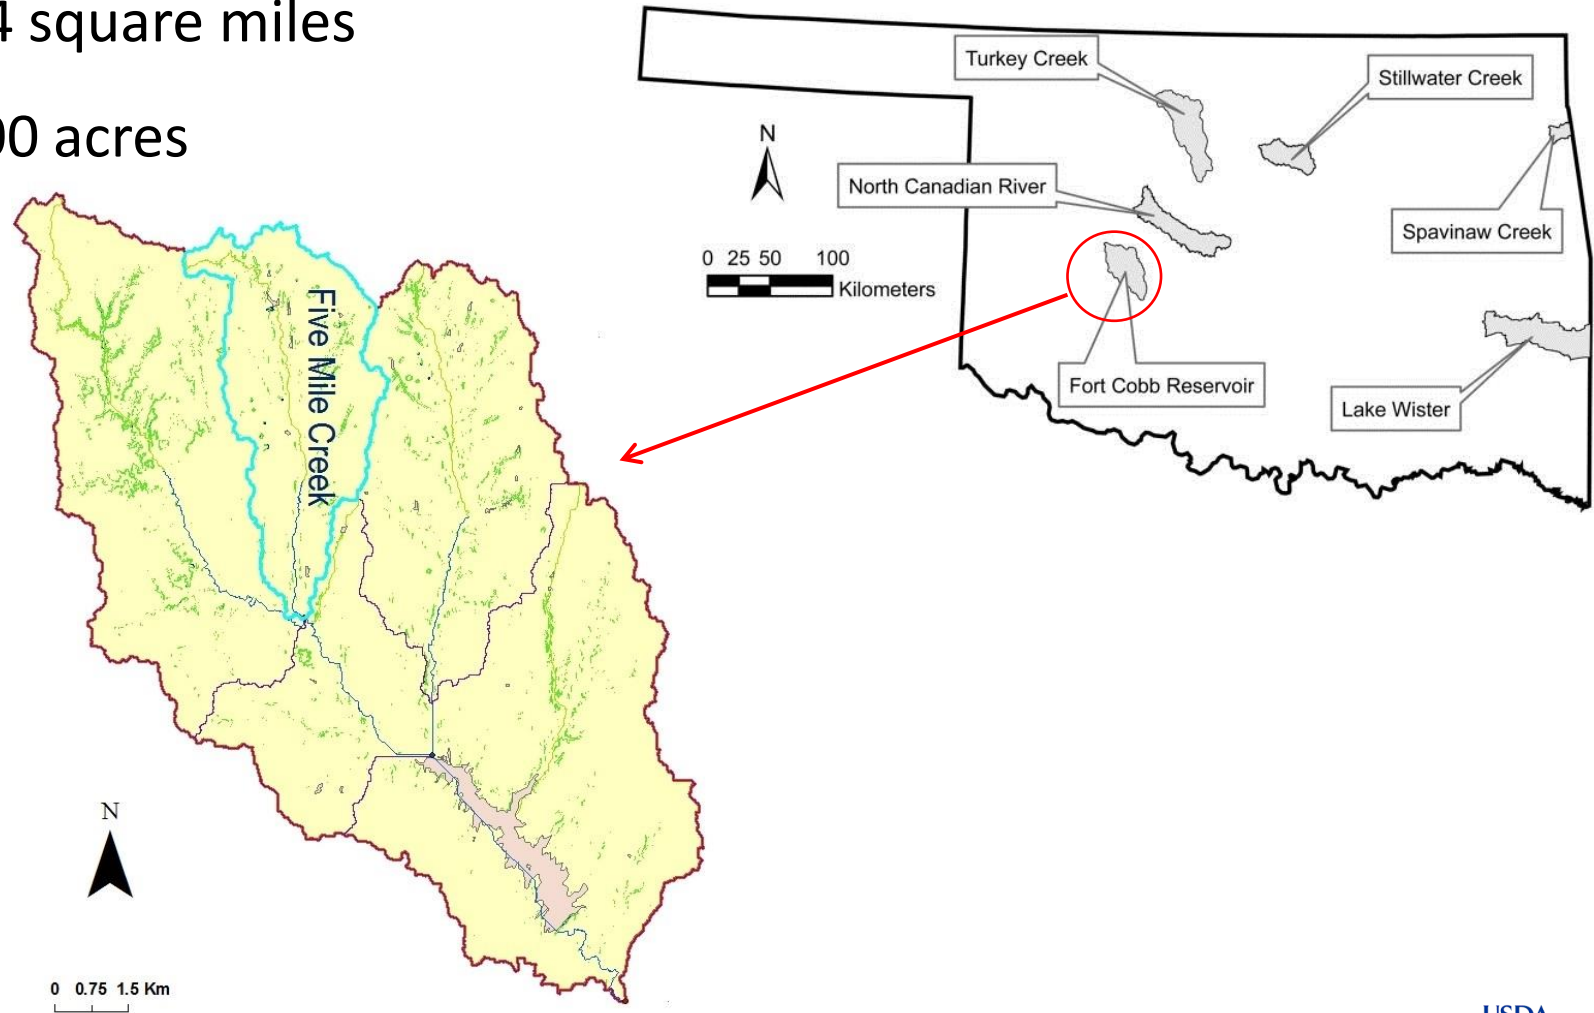 4 square miles
00 acres
Turkey Creek
Stillwater Creek
N
North Canadian River
Spavinaw Creek
0 25 50 100
Kilometers
Fort Cobb Reservoir
Lake Wister
Five Mile Creek
N
0 0.75 1.5 Km
USDA